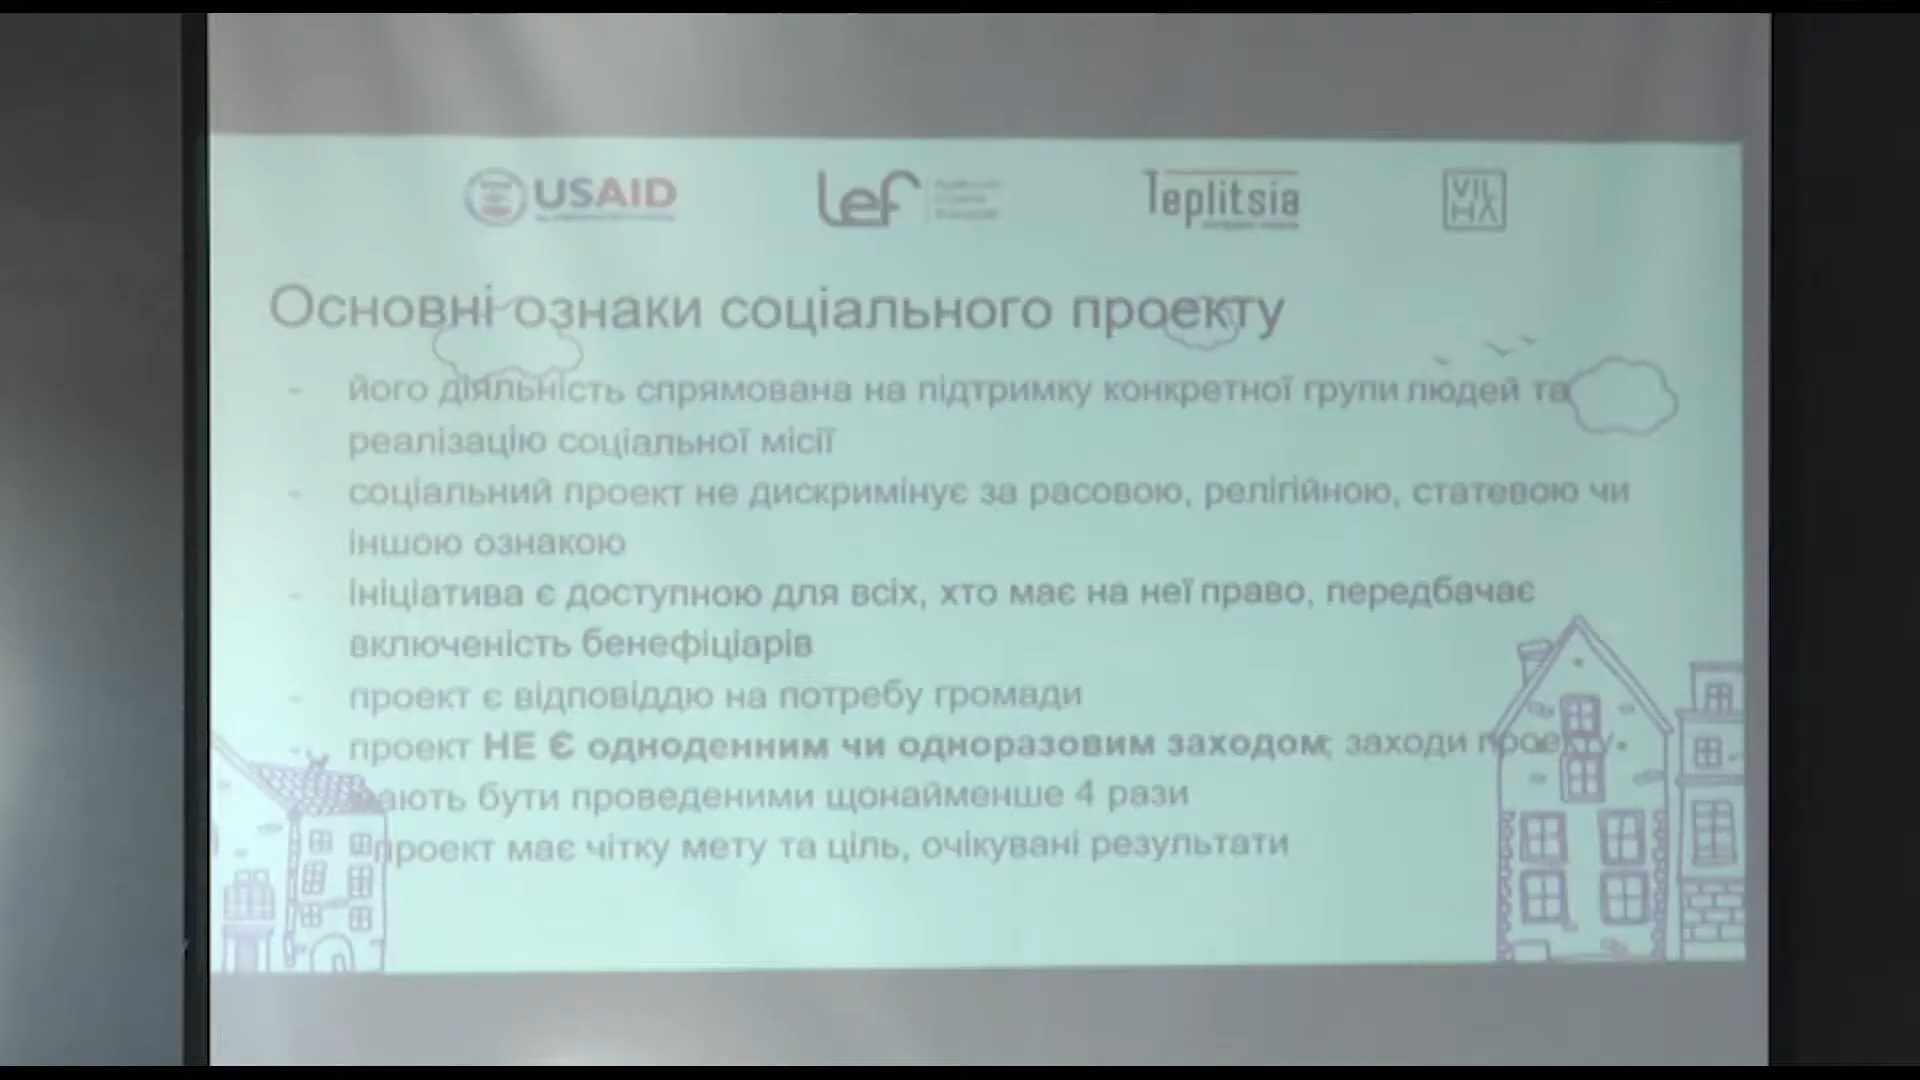 USAID
lef
Teplitsia
VIL
HA
Основні ознаки соціального проекту
- його діяльність спрямована на підтримку конкретної групи людей та
реалізацію соціальної місії
- соціальний проект не дискримінує за расовою, релігійною, статевою чи
іншою ознакою
- ініціатива є доступною для всіх, хто має на неї право, передбачає
включеність бенефіціарів
- проект є відповіддю на потребу громади
- проект НЕ Є одноденним чи одноразовим заходом; заходи проекту
мають бути проведеними щонайменше 4 рази
проект має чітку мету та ціль, очікувані результати